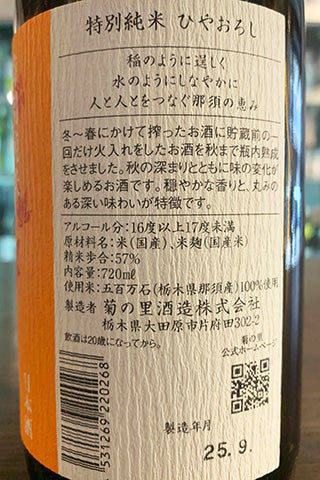 特別純米 ひやおろし
稲のように逞しく
水のようにしなやかに
人と人とをつなぐ那須の恵み
冬～春にかけて搾ったお酒に貯蔵前の一
回だけ火入れをしたお酒を秋まで瓶内熟成
をさせました。秋の深まりとともに味の変化が
楽しめるお酒です。穏やかな香りと、丸みの
ある深い味わいが特徴です。
アルコール分：16度以上17度未満
原材料名：米(国産)、米麹(国産米)
精米歩合：57%
内容量：720㎖
使用米：五百万石(栃木県那須産)100%使用
製造者 菊の里酒造株式会社
栃木県大田原市片府田302-2
飲酒は20歳になってから。
菊の里
公式ホームページ
531269220268
製造年月
25.9.
日本酒